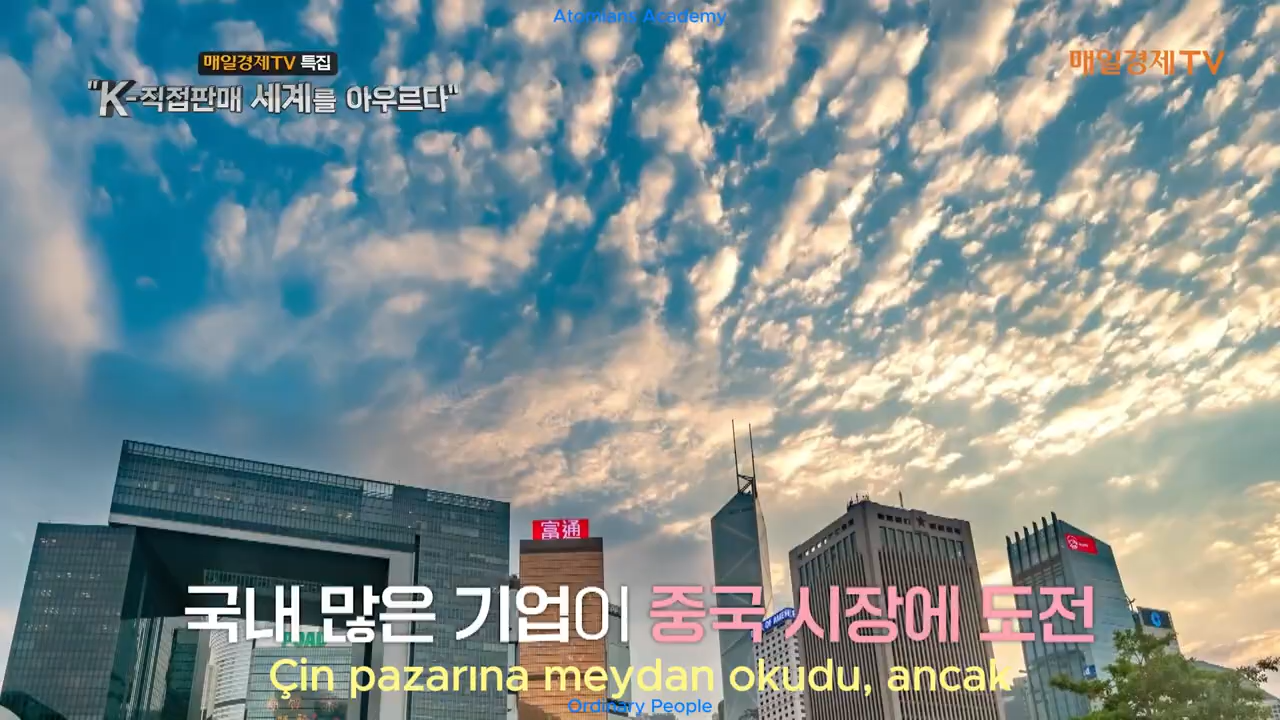 Atomians Academy
매일경제TV 특집
매일경제TV
"K-직접판매 세계를 아우르다"
富通
국내 많은 기업이 중국 시장에 도전
Çin pazarına meydan okudu, ancak
Ordinary People